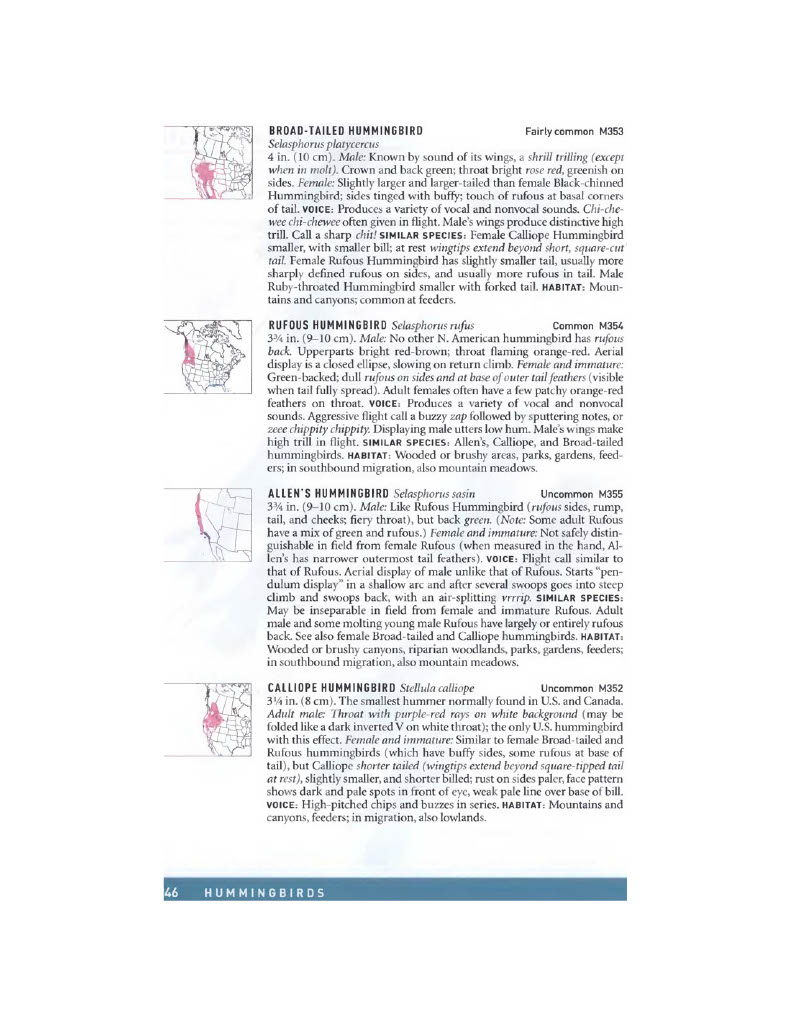 BROAD-TAILED HUMMINGBIRD Fairly common M353
Selasphorus platycercus
4 in. (10 cm). Male: Known by sound of its wings, a shrill trilling (except
when in molt). Crown and back green; throat bright rose red, greenish on
sides. Female: Slightly larger and larger-tailed than female Black-chinned
Hummingbird; sides tinged with buffy; touch of rufous at basal corners
of tail. VOICE: Produces a variety of vocal and nonvocal sounds. Chi-che-
wee chi-chewee often given in flight. Male's wings produce distinctive high
trill. Call a sharp chit! SIMILAR SPECIES: Female Calliope Hummingbird
smaller, with smaller bill; at rest wingtips extend beyond short, square-cut
tail. Female Rufous Hummingbird has slightly smaller tail, usually more
sharply defined rufous on sides, and usually more rufous in tail. Male
Ruby-throated Hummingbird smaller with forked tail. HABITAT: Moun-
tains and canyons; common at feeders.
RUFOUS HUMMINGBIRD Selasphorus rufus Common M354
3¾ in. (9–10 cm). Male: No other N. American hummingbird has rufous
back. Upperparts bright red-brown; throat flaming orange-red. Aerial
display is a closed ellipse, slowing on return climb. Female and immature:
Green-backed; dull rufous on sides and at base of outer tail feathers (visible
when tail fully spread). Adult females often have a few patchy orange-red
feathers on throat. VOICE: Produces a variety of vocal and nonvocal
sounds. Aggressive flight call a buzzy zap followed by sputtering notes, or
zeee chippity chippity. Displaying male utters low hum. Male's wings make
high trill in flight. SIMILAR SPECIES: Allen's, Calliope, and Broad-tailed
hummingbirds. HABITAT: Wooded or brushy areas, parks, gardens, feed-
ers; in southbound migration, also mountain meadows.
ALLEN'S HUMMINGBIRD Selasphorus sasin Uncommon M355
3¾ in. (9–10 cm). Male: Like Rufous Hummingbird (rufous sides, rump,
tail, and cheeks; fiery throat), but back green. (Note: Some adult Rufous
have a mix of green and rufous.) Female and immature: Not safely distin-
guishable in field from female Rufous (when measured in the hand, Al-
len's has narrower outermost tail feathers). VOICE: Flight call similar to
that of Rufous. Aerial display of male unlike that of Rufous. Starts "pen-
dulum display" in a shallow arc and after several swoops goes into steep
climb and swoops back, with an air-splitting vrrrip. SIMILAR SPECIES:
May be inseparable in field from female and immature Rufous. Adult
male and some molting young male Rufous have largely or entirely rufous
back. See also female Broad-tailed and Calliope hummingbirds. HABITAT:
Wooded or brushy canyons, riparian woodlands, parks, gardens, feeders;
in southbound migration, also mountain meadows.
CALLIOPE HUMMINGBIRD Stellula calliope Uncommon M352
3¼ in. (8 cm). The smallest hummer normally found in U.S. and Canada.
Adult male: Throat with purple-red rays on white background (may be
folded like a dark inverted V on white throat); the only U.S. hummingbird
with this effect. Female and immature: Similar to female Broad-tailed and
Rufous hummingbirds (which have buffy sides, some rufous at base of
tail), but Calliope shorter tailed (wingtips extend beyond square-tipped tail
at rest), slightly smaller, and shorter billed; rust on sides paler, face pattern
shows dark and pale spots in front of eye, weak pale line over base of bill.
VOICE: High-pitched chips and buzzes in series. HABITAT: Mountains and
canyons, feeders; in migration, also lowlands.
46 HUMMINGBIRDS